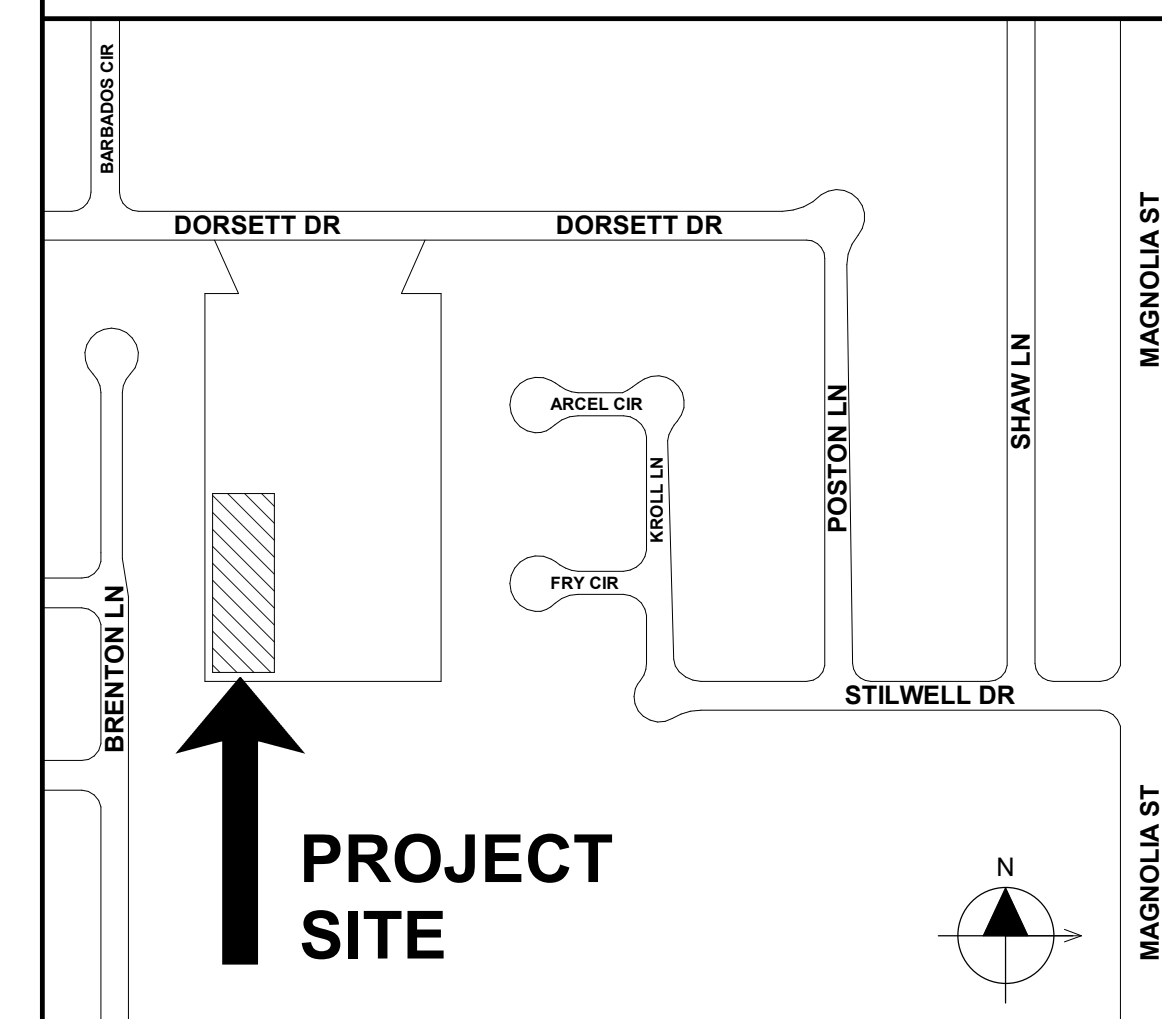 BARBADOS CIR
DORSETT DR
DORSETT DR
MAGNOLIA ST
SHAW LN
ARCEL CIR
POSTON LN
KROLL LN
FRY CIR
BRENTON LN
STILWELL DR
PROJECT
SITE
N
MAGNOLIA ST